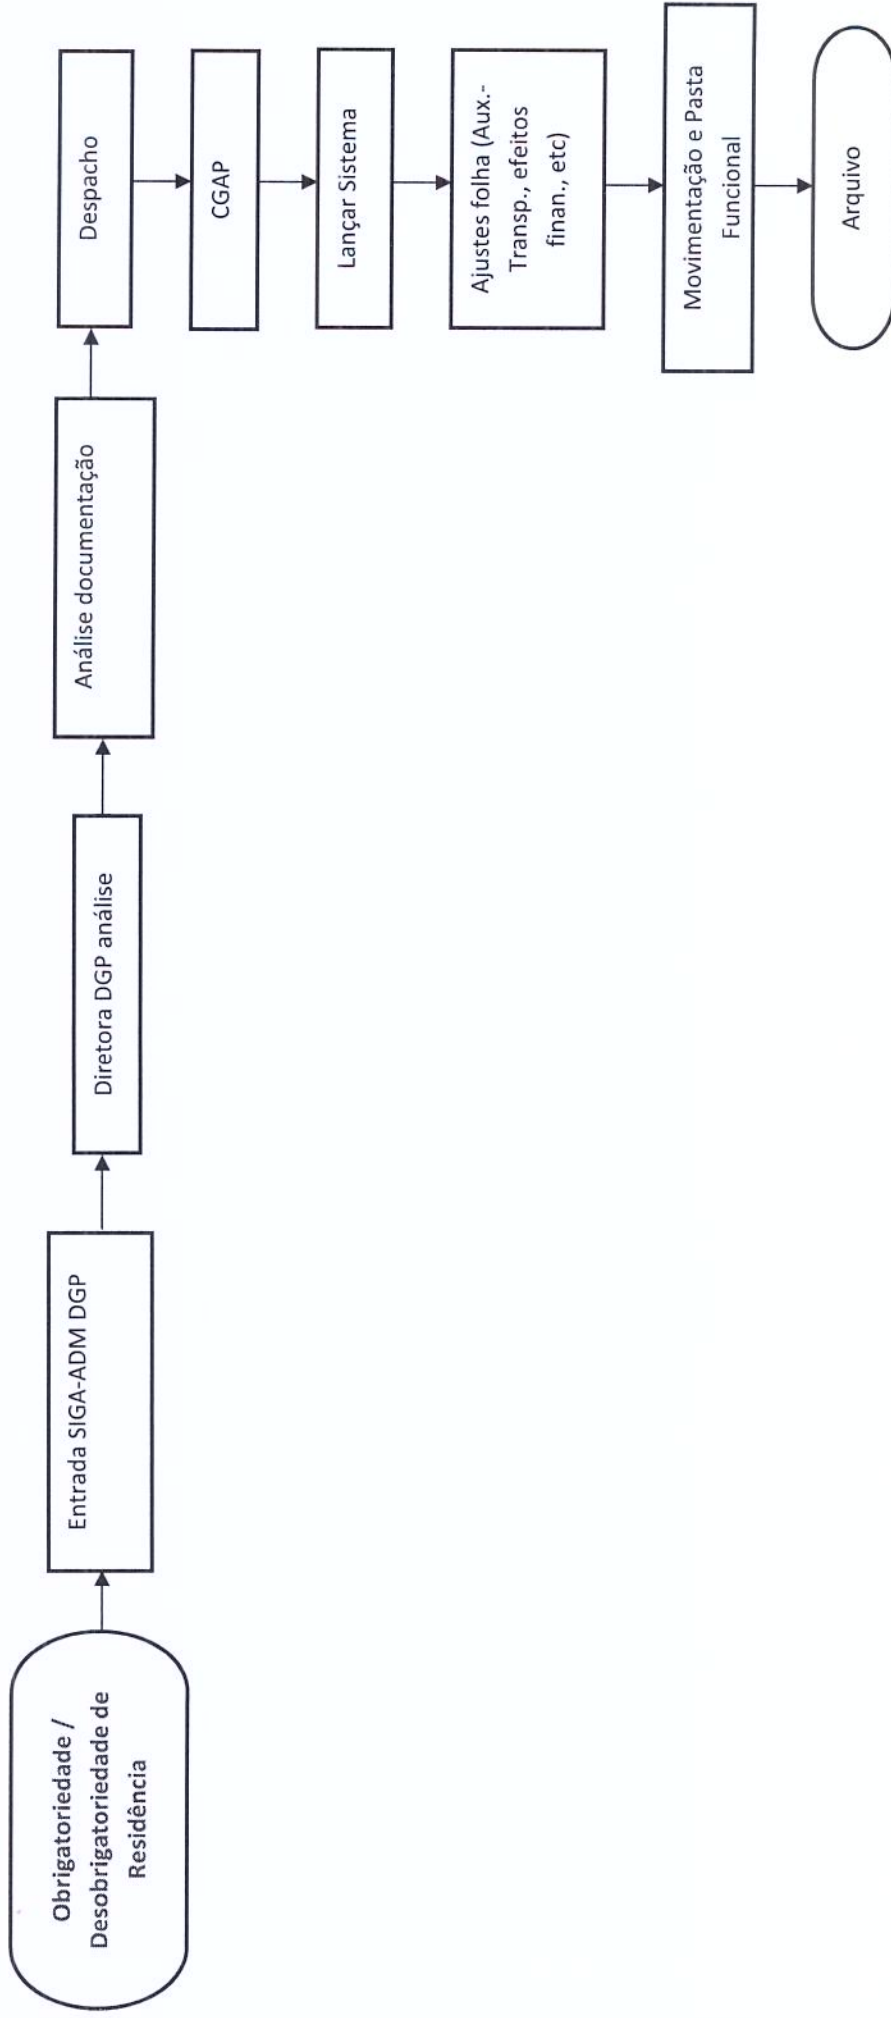 Obrigatoriedade /
Desobrigatoriedade de
Residência
Entrada SIGA-ADM DGP
Diretora DGP análise
Análise documentação
Despacho
CGAP
Lançar Sistema
Ajustes folha (Aux.-
Transp., efeitos
finan., etc)
Movimentação e Pasta
Funcional
Arquivo